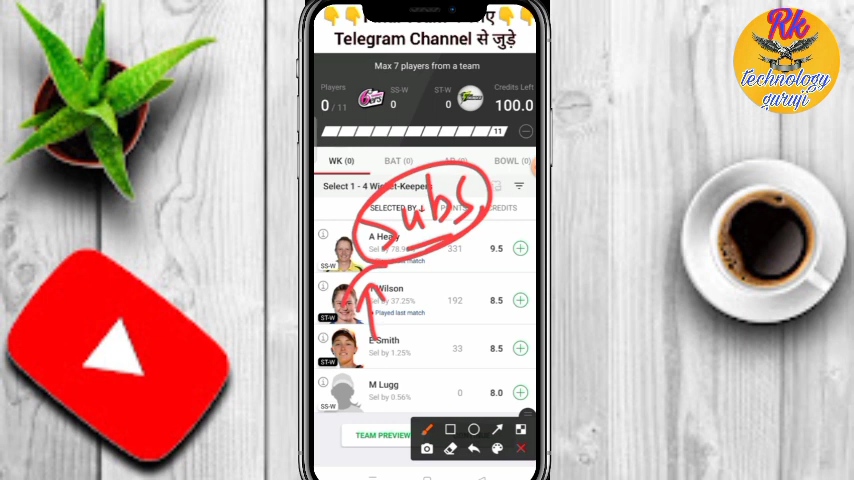 Telegram Channel से जुड़े
Max 7 players from a team
Players SS-W ST-W Credits Left
0 / 11 6ers 0 0 100.0
11
WK (0) BAT (0) BOWL (0)
Select 1 - 4 Wicket-Keepers
SELECTED BY ↓ POINTS CREDITS
Subs
A Healy
331 9.5
last match
SS-W
Wilson
Sel by 37.25% 192 8.5
Played last match
ST-W
E Smith
Sel by 1.25% 33 8.5
ST-W
M Lugg
Sel by 0.56% 0 8.0
SS-W
TEAM PREVIEW
Rk
technology
guruji